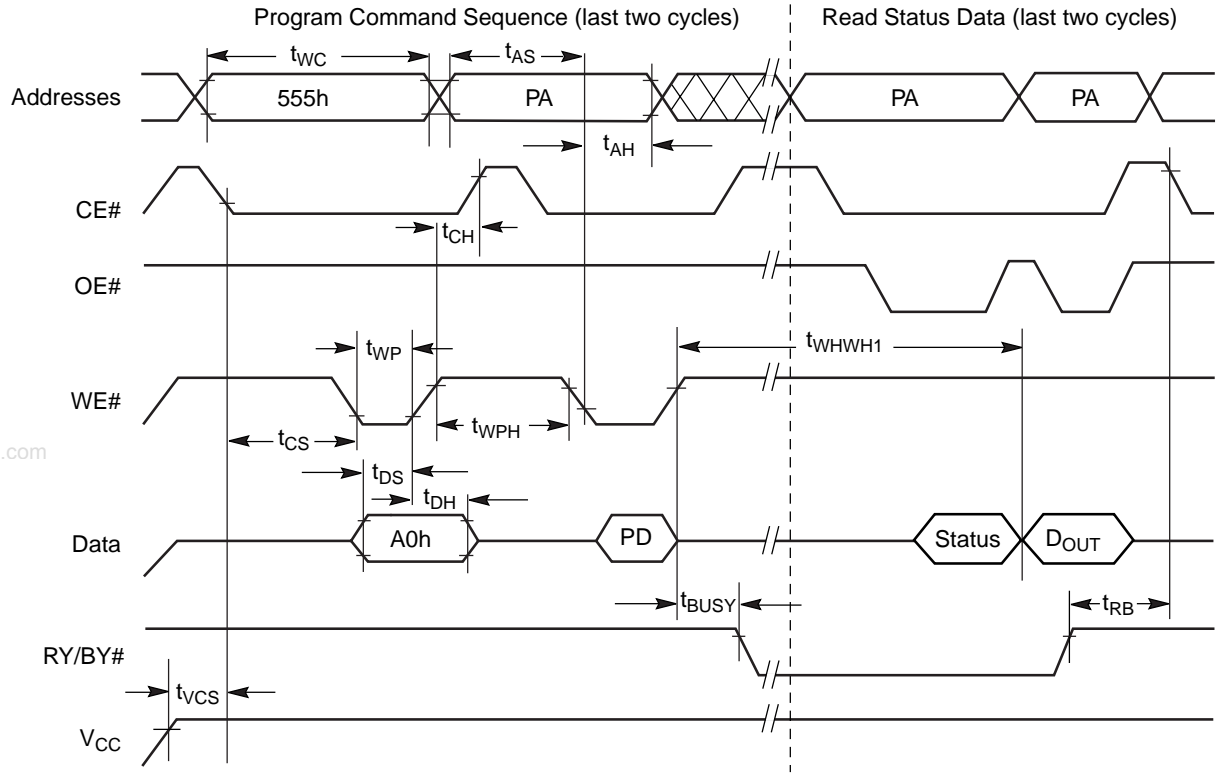 Program Command Sequence (last two cycles) Read Status Data (last two cycles)
tWC tAS
Addresses 555h PA PA PA
tAH
CE#
tCH
OE#
tWP tWHWH1
WE#
tCS tWPH
.com
tDS
tDH
Data A0h PD Status DOUT
tBUSY tRB
RY/BY#
tVCS
VCC